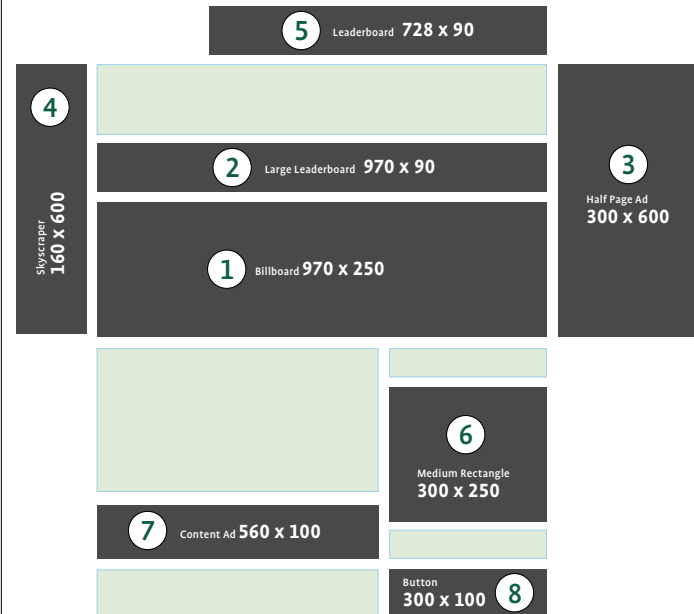 5 Leaderboard 728 x 90
4
Skyscraper
160 x 600
2 Large Leaderboard 970 x 90
3
Half Page Ad
300 x 600
1 Billboard 970 x 250
6
Medium Rectangle
300 x 250
7 Content Ad 560 x 100
Button
300 x 100
8